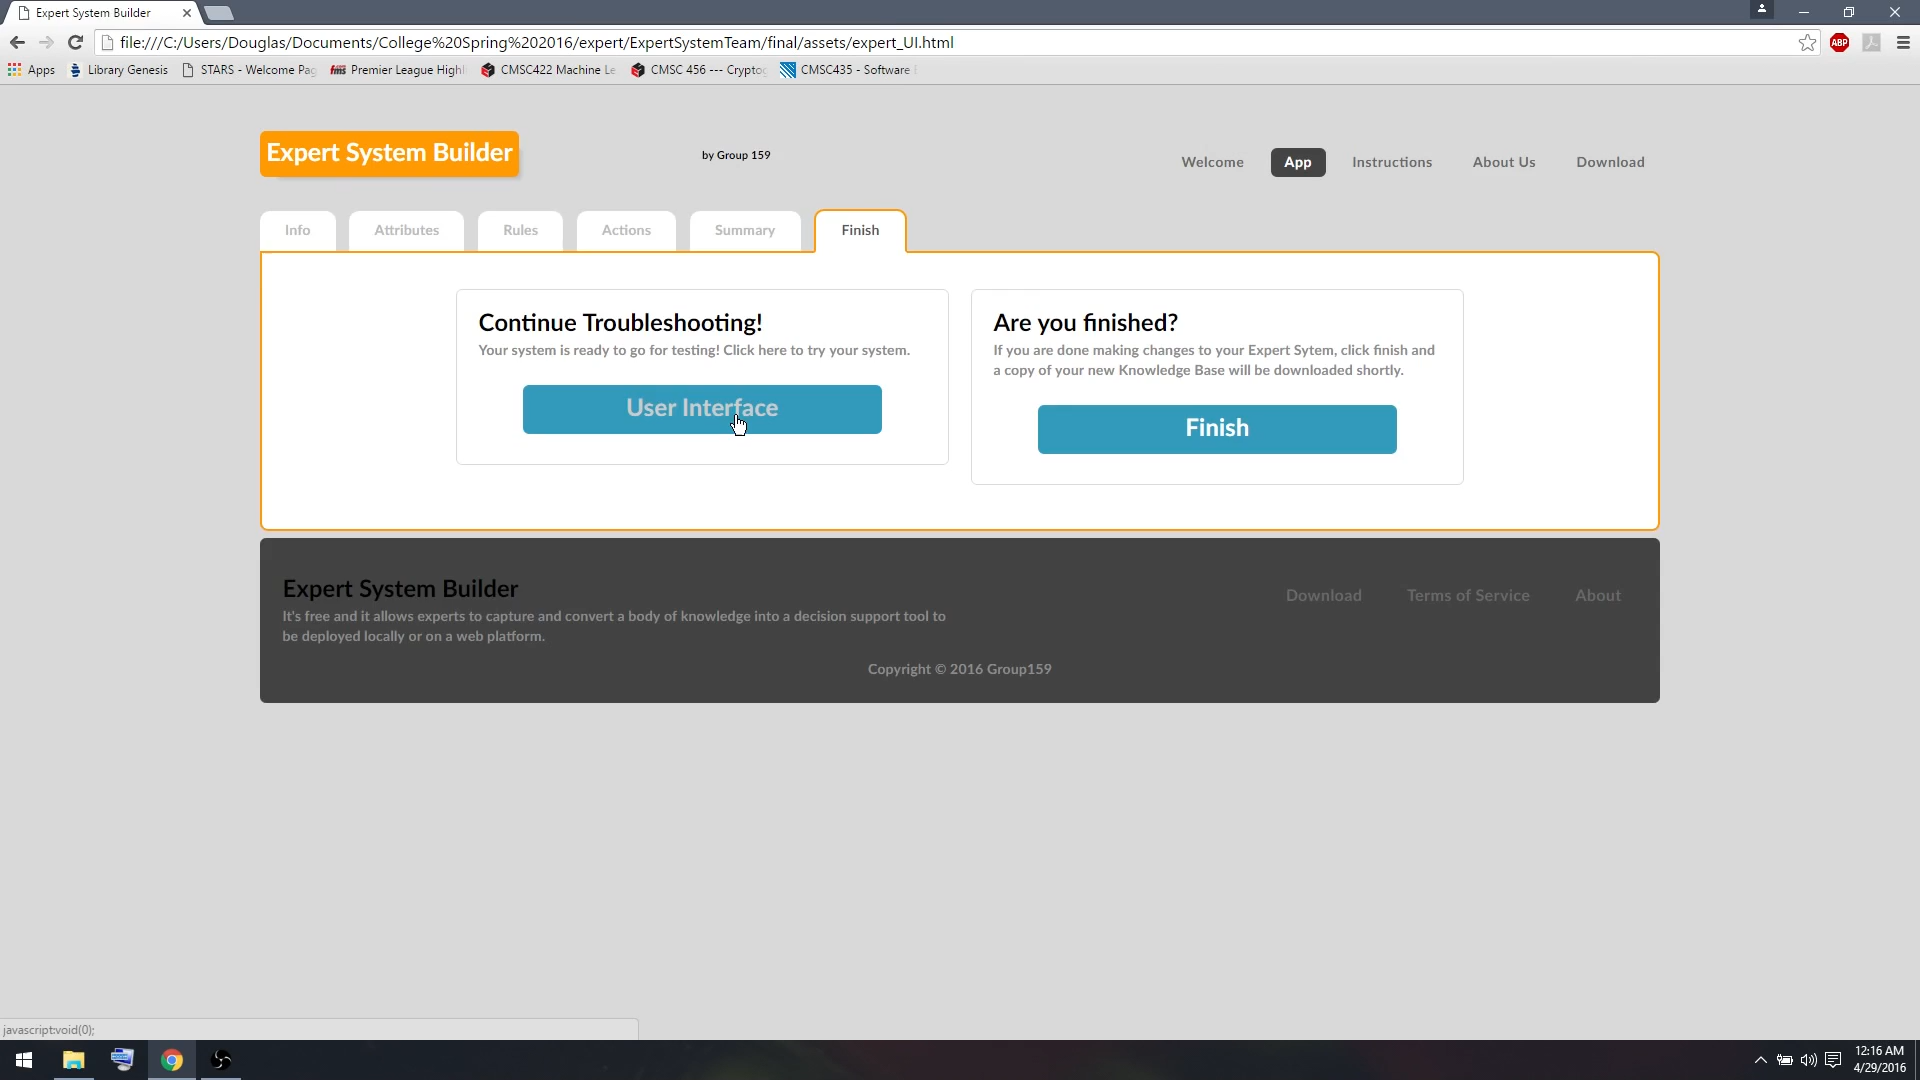 Expert System Builder
file:///C:/Users/Douglas/Documents/College%20Spring%202016/expert/ExpertSystemTeam/final/assets/expert_UI.html
ABP
Apps Library Genesis STARS - Welcome Pag Premier League Highl CMSC422 Machine Le CMSC 456 --- Cryptog CMSC435 - Software
Expert System Builder
by Group 159
Welcome App Instructions About Us Download
Info Attributes Rules Actions Summary Finish
Continue Troubleshooting!
Your system is ready to go for testing! Click here to try your system.
User Interface
Are you finished?
If you are done making changes to your Expert Sytem, click finish and
a copy of your new Knowledge Base will be downloaded shortly.
Finish
Expert System Builder
It's free and it allows experts to capture and convert a body of knowledge into a decision support tool to
be deployed locally or on a web platform.
Download Terms of Service About
Copyright © 2016 Group159
javascript:void(0);
12:16 AM
4/29/2016